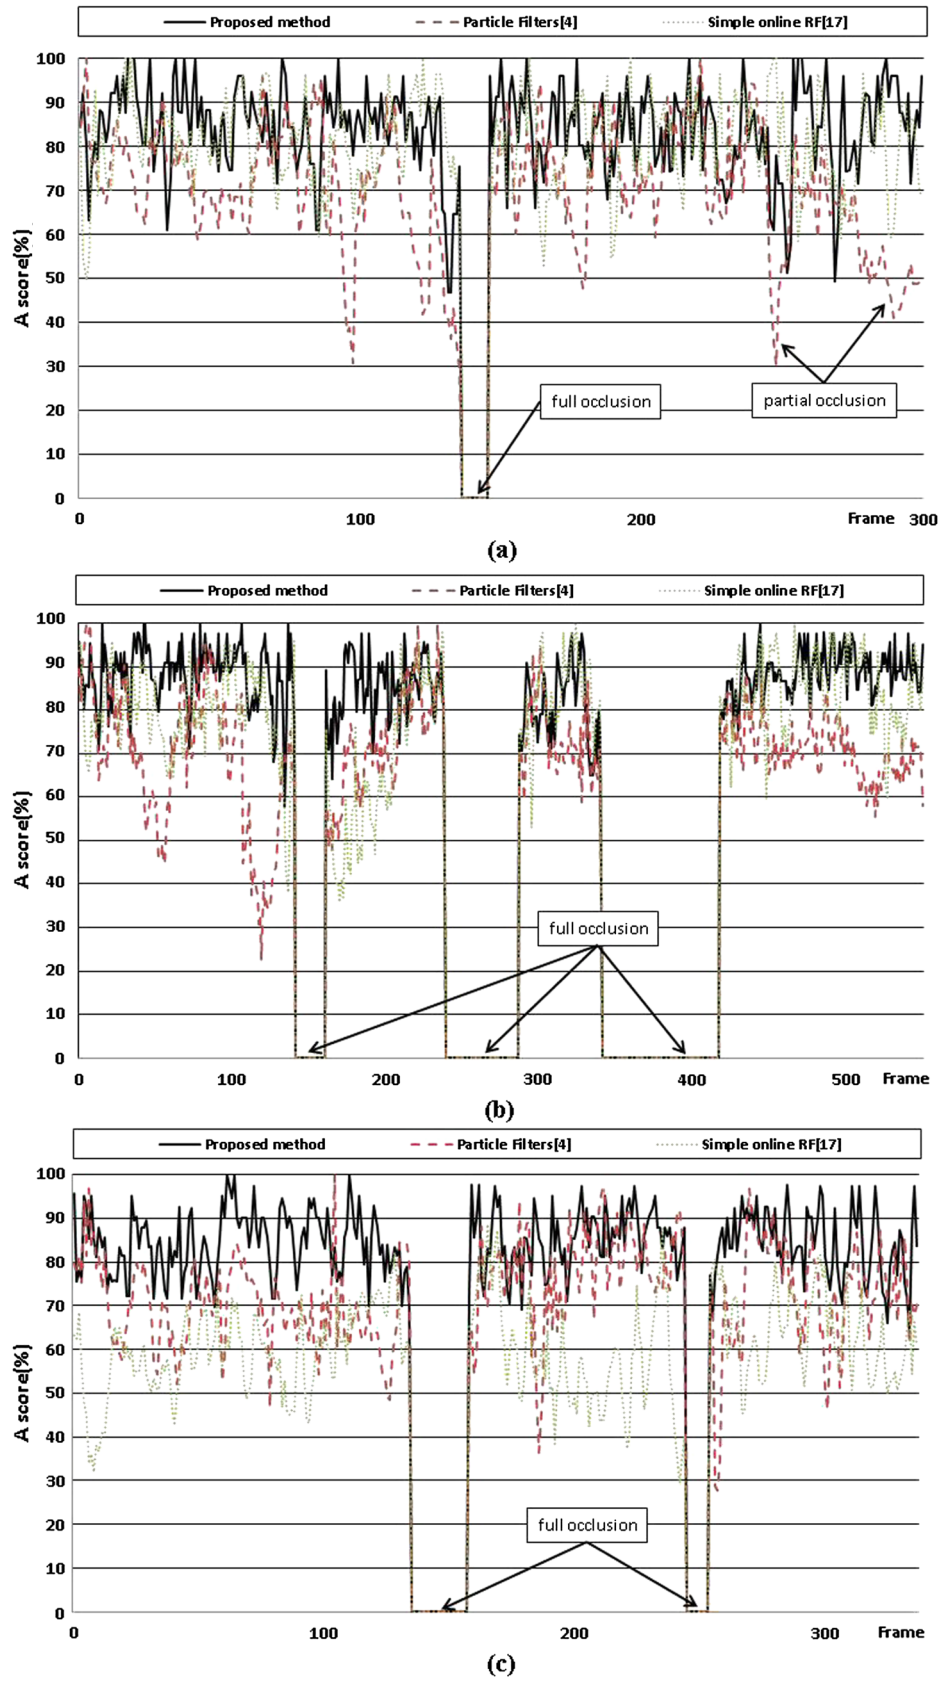 Proposed method Particle Filters[4] Simple online RF[17]
100
90
80
70
60
50
40
30
20
10
0
A score(%)
full occlusion
partial occlusion
0 100 200 Frame 300
(a)
Proposed method Particle Filters[4] Simple online RF[17]
100
90
80
70
60
50
40
30
20
10
0
A score(%)
full occlusion
0 100 200 300 400 500 Frame
(b)
Proposed method Particle Filters[4] Simple online RF[17]
100
90
80
70
60
50
40
30
20
10
0
A score(%)
full occlusion
0 100 200 300 Frame
(c)